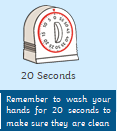 20 Seconds
Remember to wash your
hands for 20 seconds to
make sure they are clean